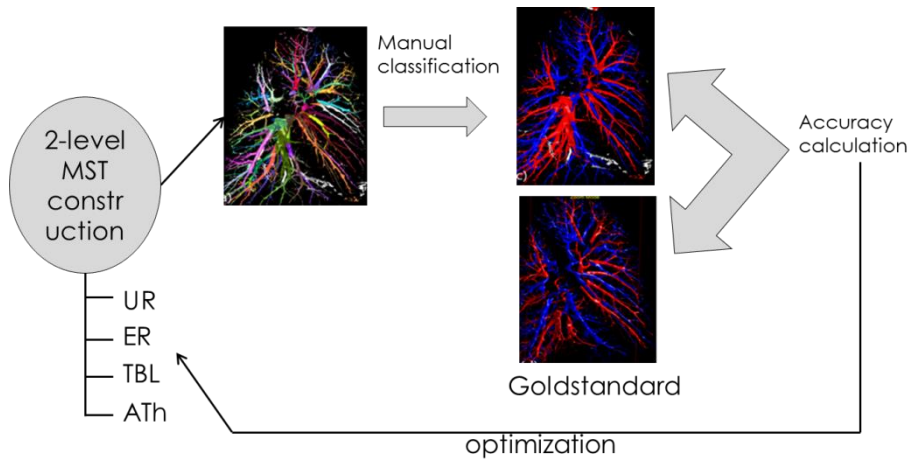 Manual
classification
2-level
MST
constr
uction
Accuracy
calculation
c)
UR
ER
TBL
ATh
Goldstandard
optimization